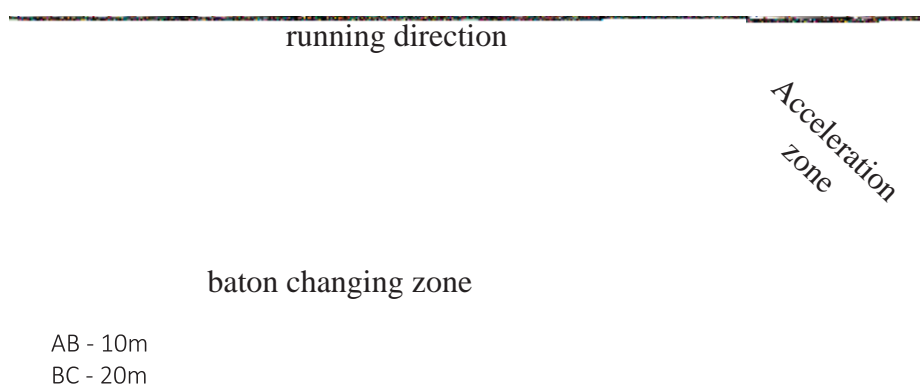 running direction
Acceleration
zone
baton changing zone
AB - 10m
BC - 20m